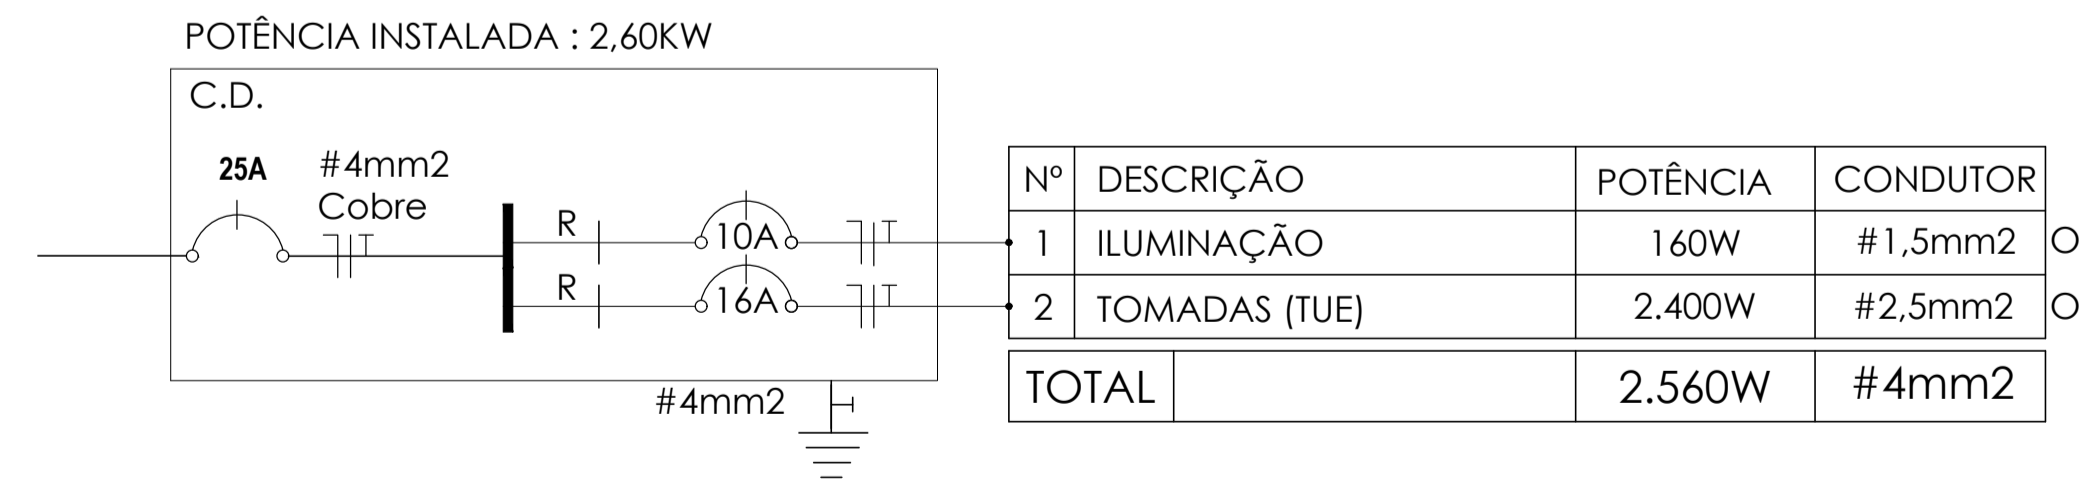 POTÊNCIA INSTALADA : 2,60KW
C.D.
25A
#4mm2
Cobre
R
10A
R
16A
#4mm2
Nº DESCRIÇÃO POTÊNCIA CONDUTOR
1 ILUMINAÇÃO 160W #1,5mm2
2 TOMADAS (TUE) 2.400W #2,5mm2
TOTAL 2.560W #4mm2